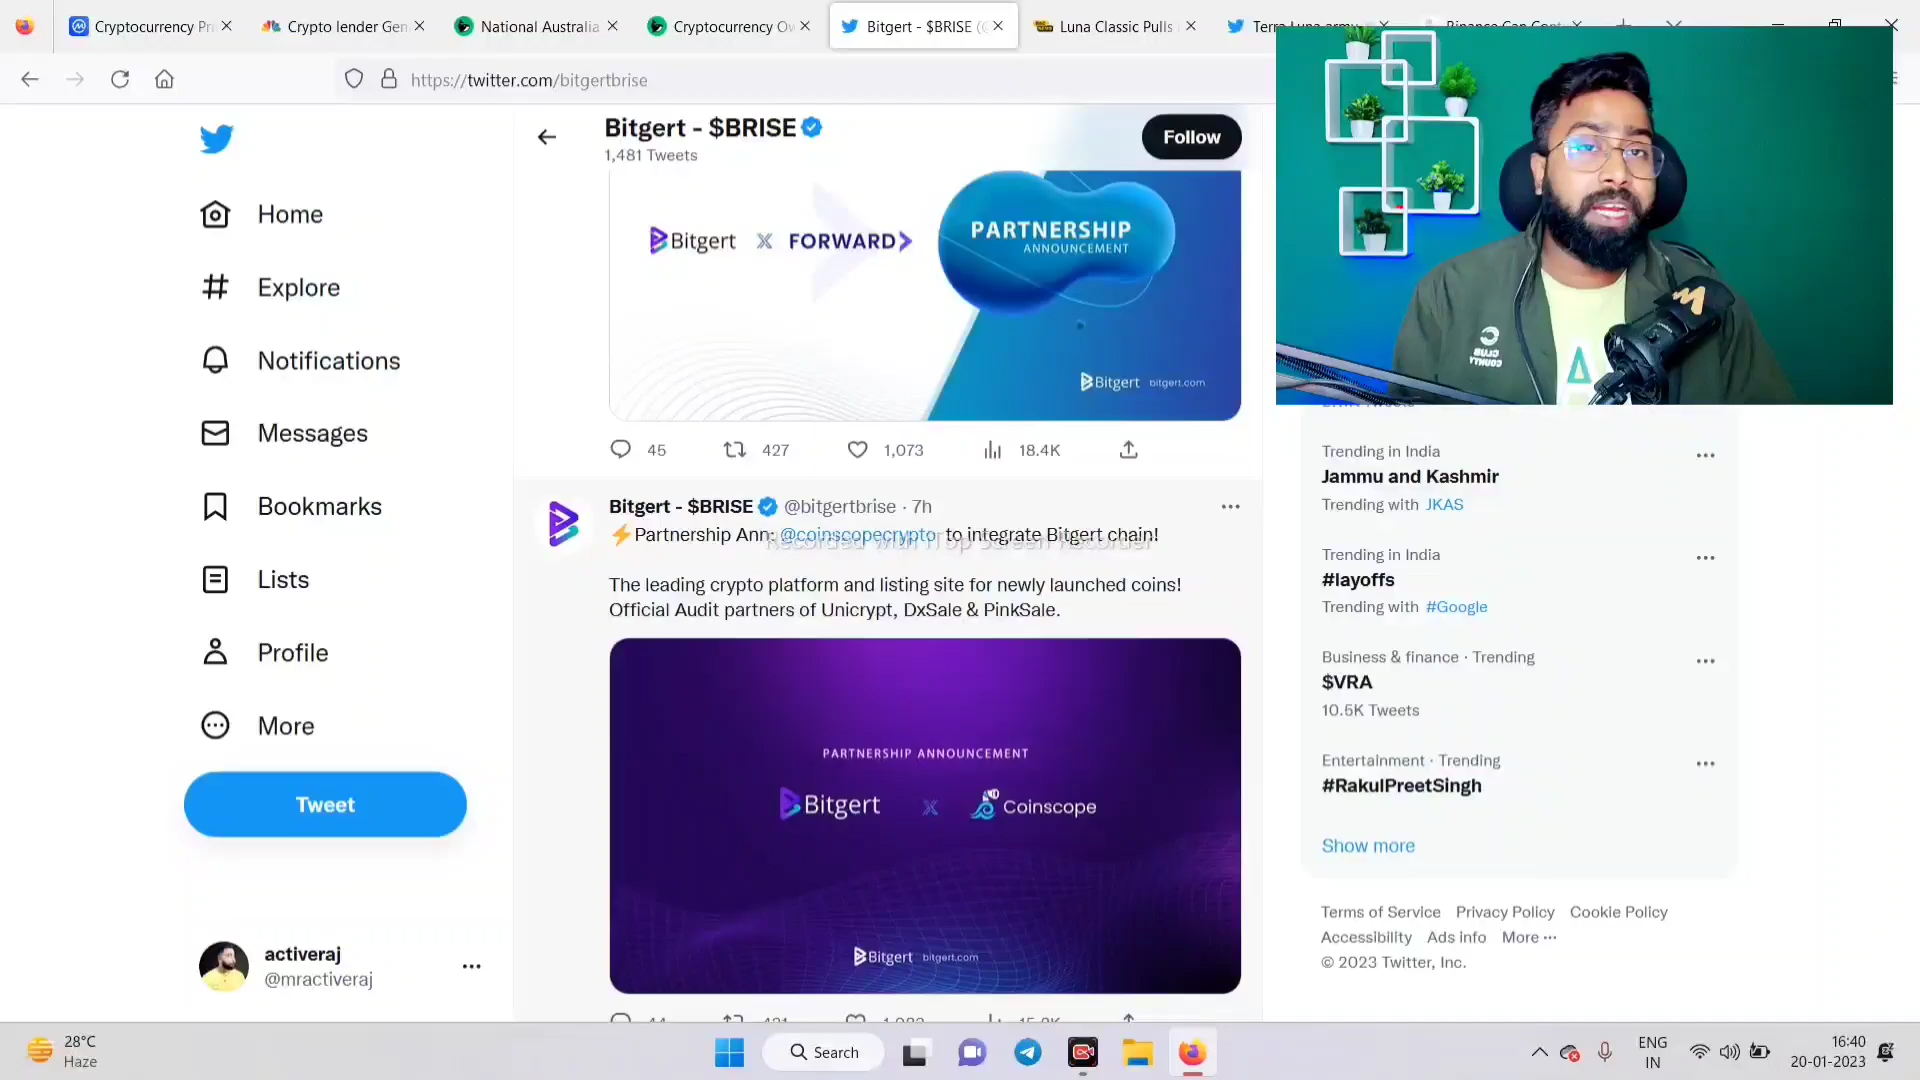 Cryptocurrency Pri
Crypto lender Gen
National Australia
Cryptocurrency Ov
Bitgert - $BRISE (@
Luna Classic Pulls
https://twitter.com/bitgertbrise
Bitgert - $BRISE
1,481 Tweets
Follow
Home
Explore
Notifications
Messages
Bookmarks
Lists
Profile
More
Tweet
activeraj
@mractiveraj
Bitgert X FORWARD
PARTNERSHIP
ANNOUNCEMENT
Bitgert bitgert.com
45 427 1,073 18.4K
Bitgert - $BRISE @bitgertbrise · 7h
⚡Partnership Ann: @coinscopecrypto to integrate Bitgert chain!
Recorded with iTop Screen Recorder
The leading crypto platform and listing site for newly launched coins!
Official Audit partners of Unicrypt, DxSale & PinkSale.
PARTNERSHIP ANNOUNCEMENT
Bitgert X Coinscope
Bitgert bitgert.com
COUNTY
CLUB
Trending in India
Jammu and Kashmir
Trending with JKAS
Trending in India
#layoffs
Trending with #Google
Business & finance · Trending
$VRA
10.5K Tweets
Entertainment · Trending
#RakulPreetSingh
Show more
Terms of Service Privacy Policy Cookie Policy
Accessibility Ads info More ···
© 2023 Twitter, Inc.
28°C
Haze
Search
ENG
IN
16:40
20-01-2023